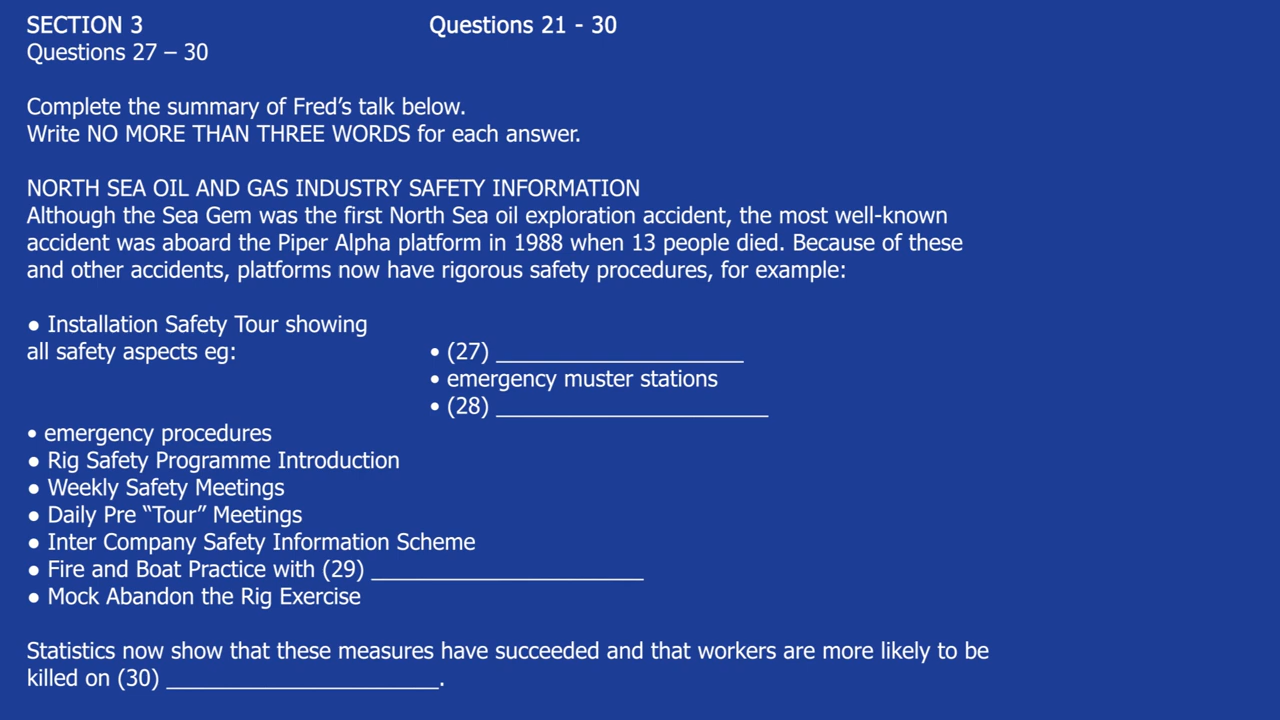 SECTION 3 Questions 21 - 30
Questions 27 – 30
Complete the summary of Fred’s talk below.
Write NO MORE THAN THREE WORDS for each answer.
NORTH SEA OIL AND GAS INDUSTRY SAFETY INFORMATION
Although the Sea Gem was the first North Sea oil exploration accident, the most well-known
accident was aboard the Piper Alpha platform in 1988 when 13 people died. Because of these
and other accidents, platforms now have rigorous safety procedures, for example:
● Installation Safety Tour showing
all safety aspects eg: • (27) ____________________
• emergency muster stations
• (28) ______________________
• emergency procedures
● Rig Safety Programme Introduction
● Weekly Safety Meetings
● Daily Pre “Tour” Meetings
● Inter Company Safety Information Scheme
● Fire and Boat Practice with (29) ______________________
● Mock Abandon the Rig Exercise
Statistics now show that these measures have succeeded and that workers are more likely to be
killed on (30) ______________________.